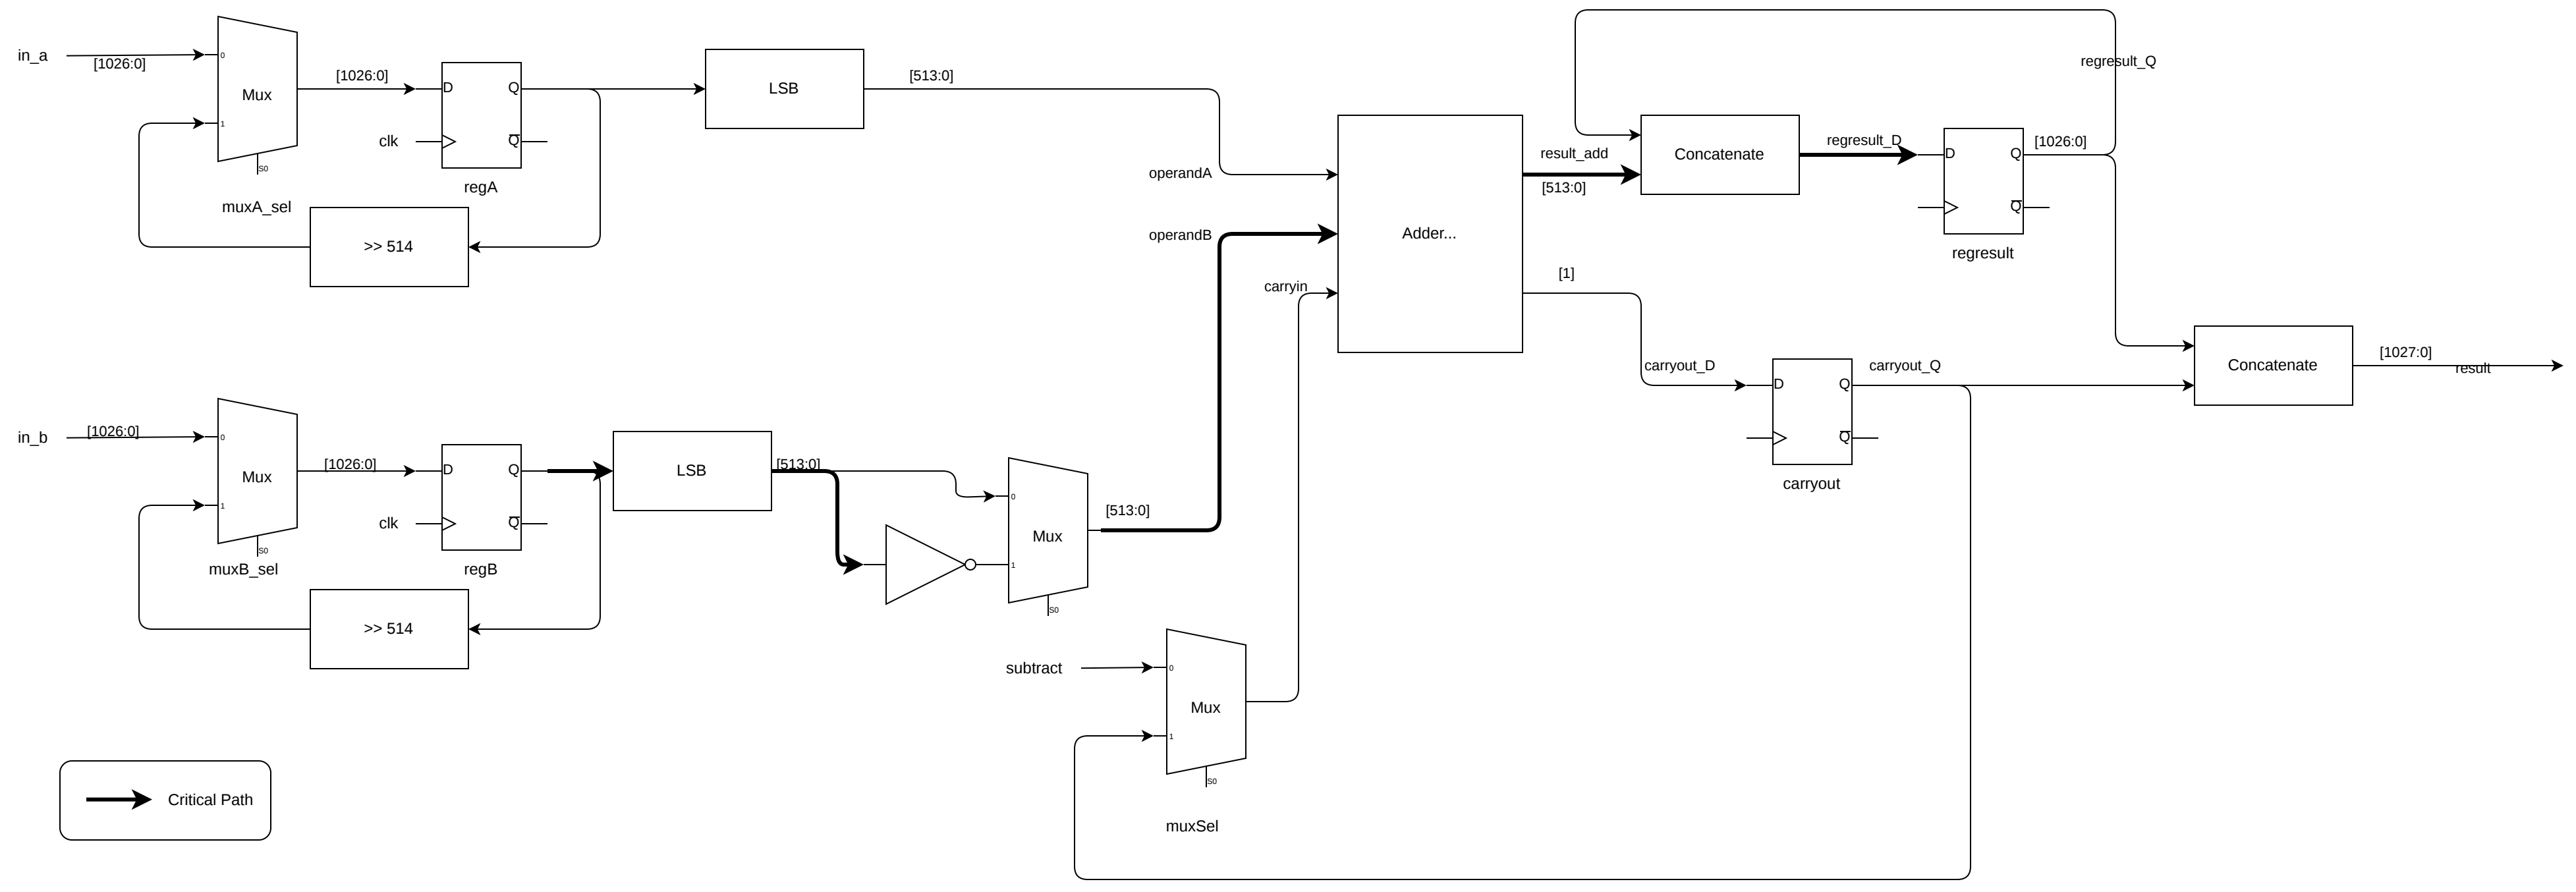 in_a
[1026:0]
0
Mux
1
S0
muxA_sel
[1026:0]
D
Q
Q
clk
regA
>> 514
LSB
[513:0]
operandA
operandB
carryin
Adder...
result_add
[513:0]
[1]
Concatenate
regresult_D
D
Q
Q
regresult
[1026:0]
regresult_Q
carryout_D
D
Q
Q
carryout
carryout_Q
Concatenate
[1027:0]
result
in_b
[1026:0]
0
Mux
1
S0
muxB_sel
[1026:0]
D
Q
Q
clk
regB
>> 514
LSB
[513:0]
0
Mux
1
S0
[513:0]
subtract
0
Mux
1
S0
muxSel
Critical Path